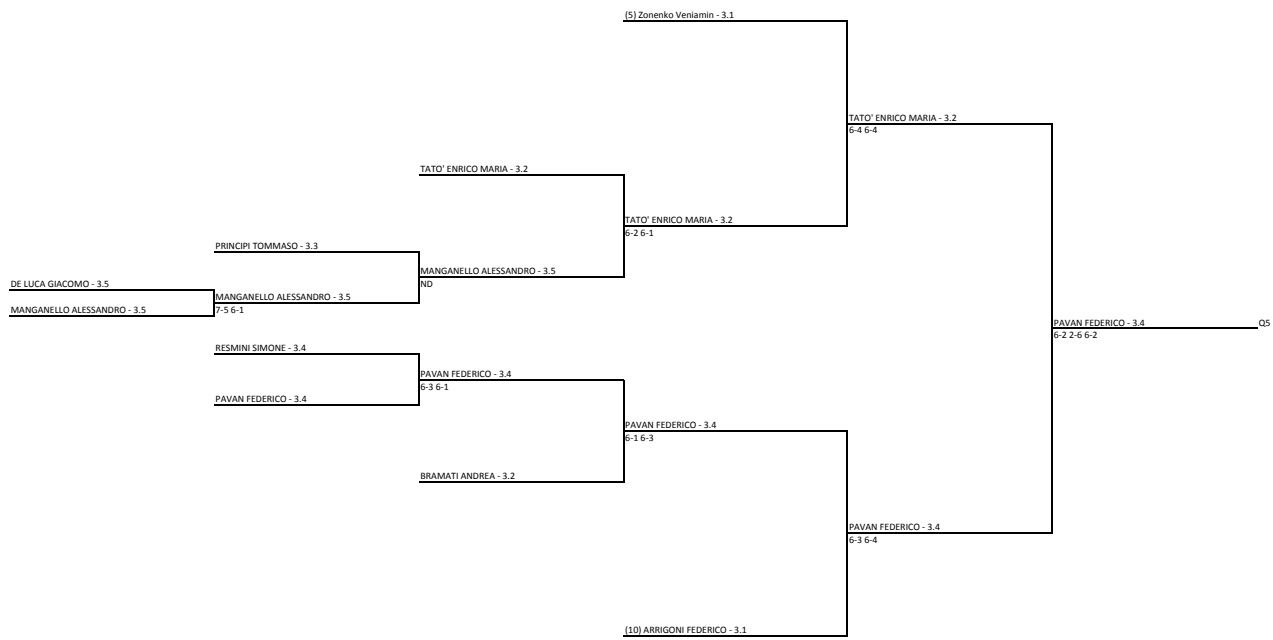 (5) Zonenko Veniamin - 3.1
TATO' ENRICO MARIA - 3.2
6-4 6-4
TATO' ENRICO MARIA - 3.2
TATO' ENRICO MARIA - 3.2
6-2 6-1
PRINCIPI TOMMASO - 3.3
MANGANELLO ALESSANDRO - 3.5
ND
DE LUCA GIACOMO - 3.5
MANGANELLO ALESSANDRO - 3.5
7-5 6-1
MANGANELLO ALESSANDRO - 3.5
PAVAN FEDERICO - 3.4
6-2 2-6 6-2
Q5
RESMINI SIMONE - 3.4
PAVAN FEDERICO - 3.4
6-3 6-1
PAVAN FEDERICO - 3.4
PAVAN FEDERICO - 3.4
6-1 6-3
BRAMATI ANDREA - 3.2
PAVAN FEDERICO - 3.4
6-3 6-4
(10) ARRIGONI FEDERICO - 3.1